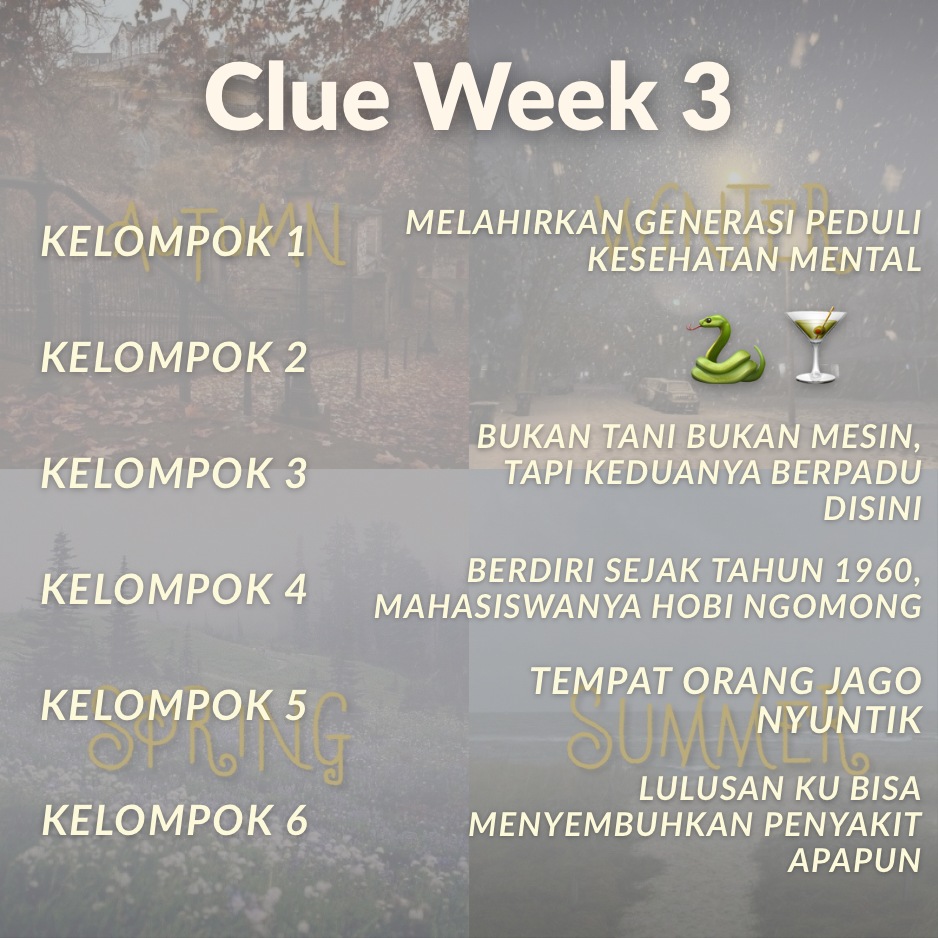 Clue Week 3
AUTUMN
WINTER
KELOMPOK 1
MELAHIRKAN GENERASI PEDULI
KESEHATAN MENTAL
KELOMPOK 2
KELOMPOK 3
BUKAN TANI BUKAN MESIN,
TAPI KEDUANYA BERPADU
DISINI
KELOMPOK 4
BERDIRI SEJAK TAHUN 1960,
MAHASISWANYA HOBI NGOMONG
KELOMPOK 5
TEMPAT ORANG JAGO
NYUNTIK
SPRING
SUMMER
KELOMPOK 6
LULUSAN KU BISA
MENYEMBUHKAN PENYAKIT
APAPUN